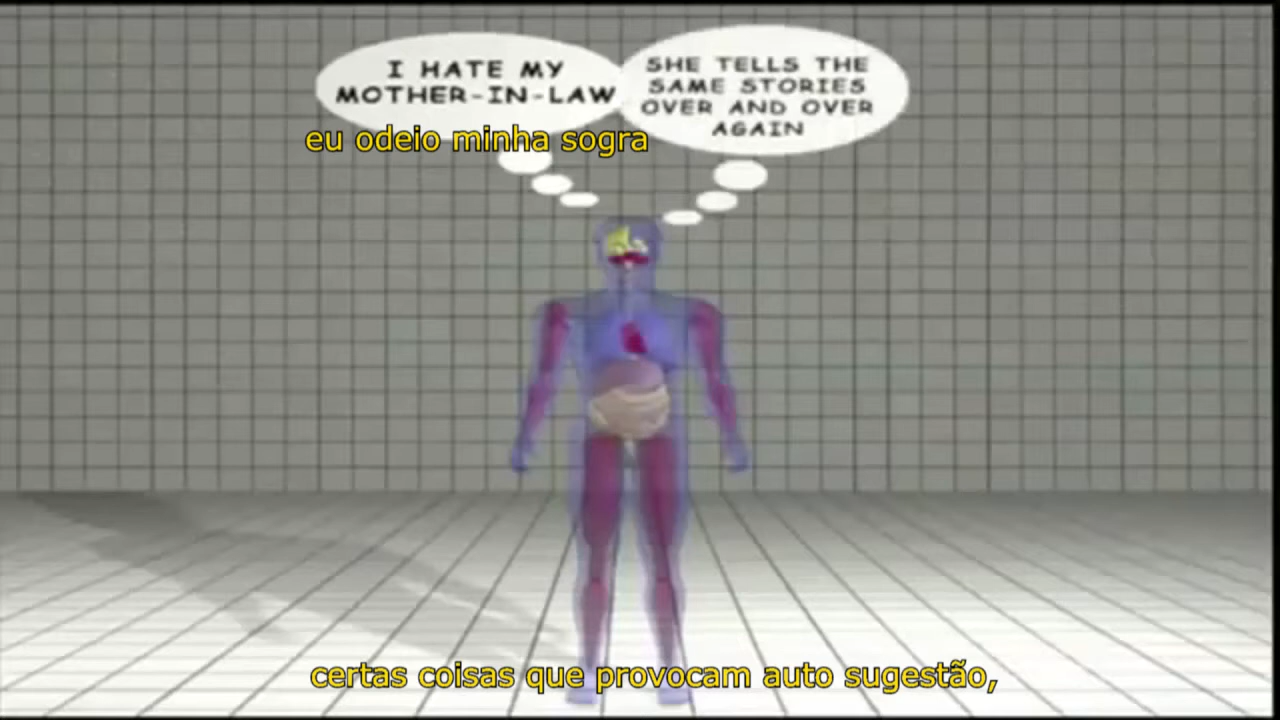 I HATE MY
MOTHER-IN-LAW
SHE TELLS THE
SAME STORIES
OVER AND OVER
AGAIN
eu odeio minha sogra
certas coisas que provocam auto sugestão,